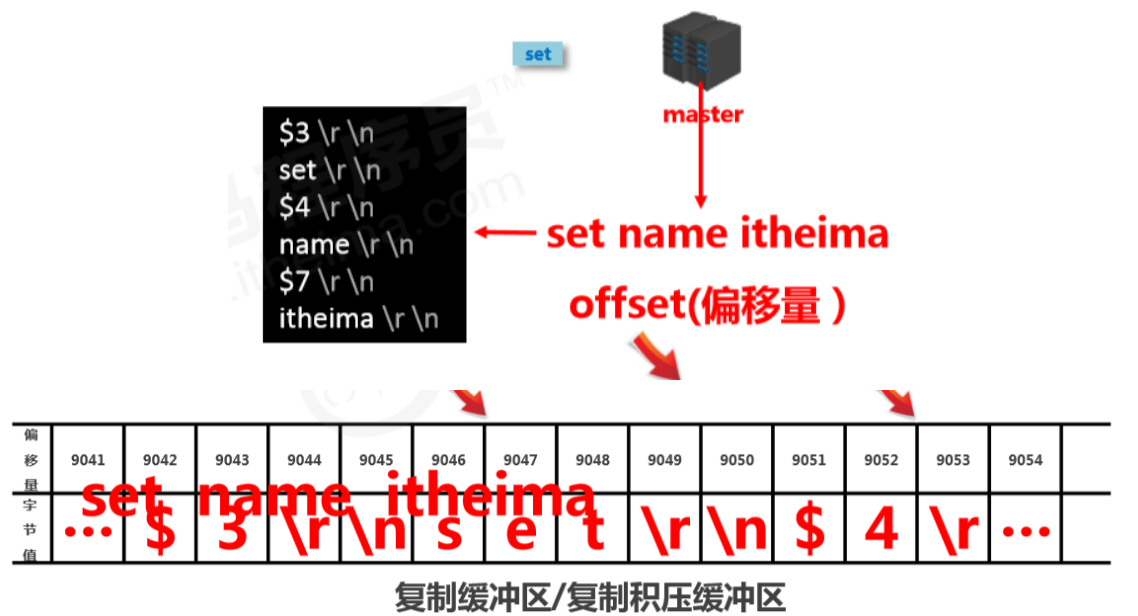 set
master
$3 \r \n
set \r \n
$4 \r \n
name \r \n
$7 \r \n
itheima \r \n
set name itheima
offset(偏移量)
偏移量 9041 9042 9043 9044 9045 9046 9047 9048 9049 9050 9051 9052 9053 9054
set name itheima
字节值 ... $ 3 \r \n s e t \r \n $ 4 \r ...
复制缓冲区/复制积压缓冲区